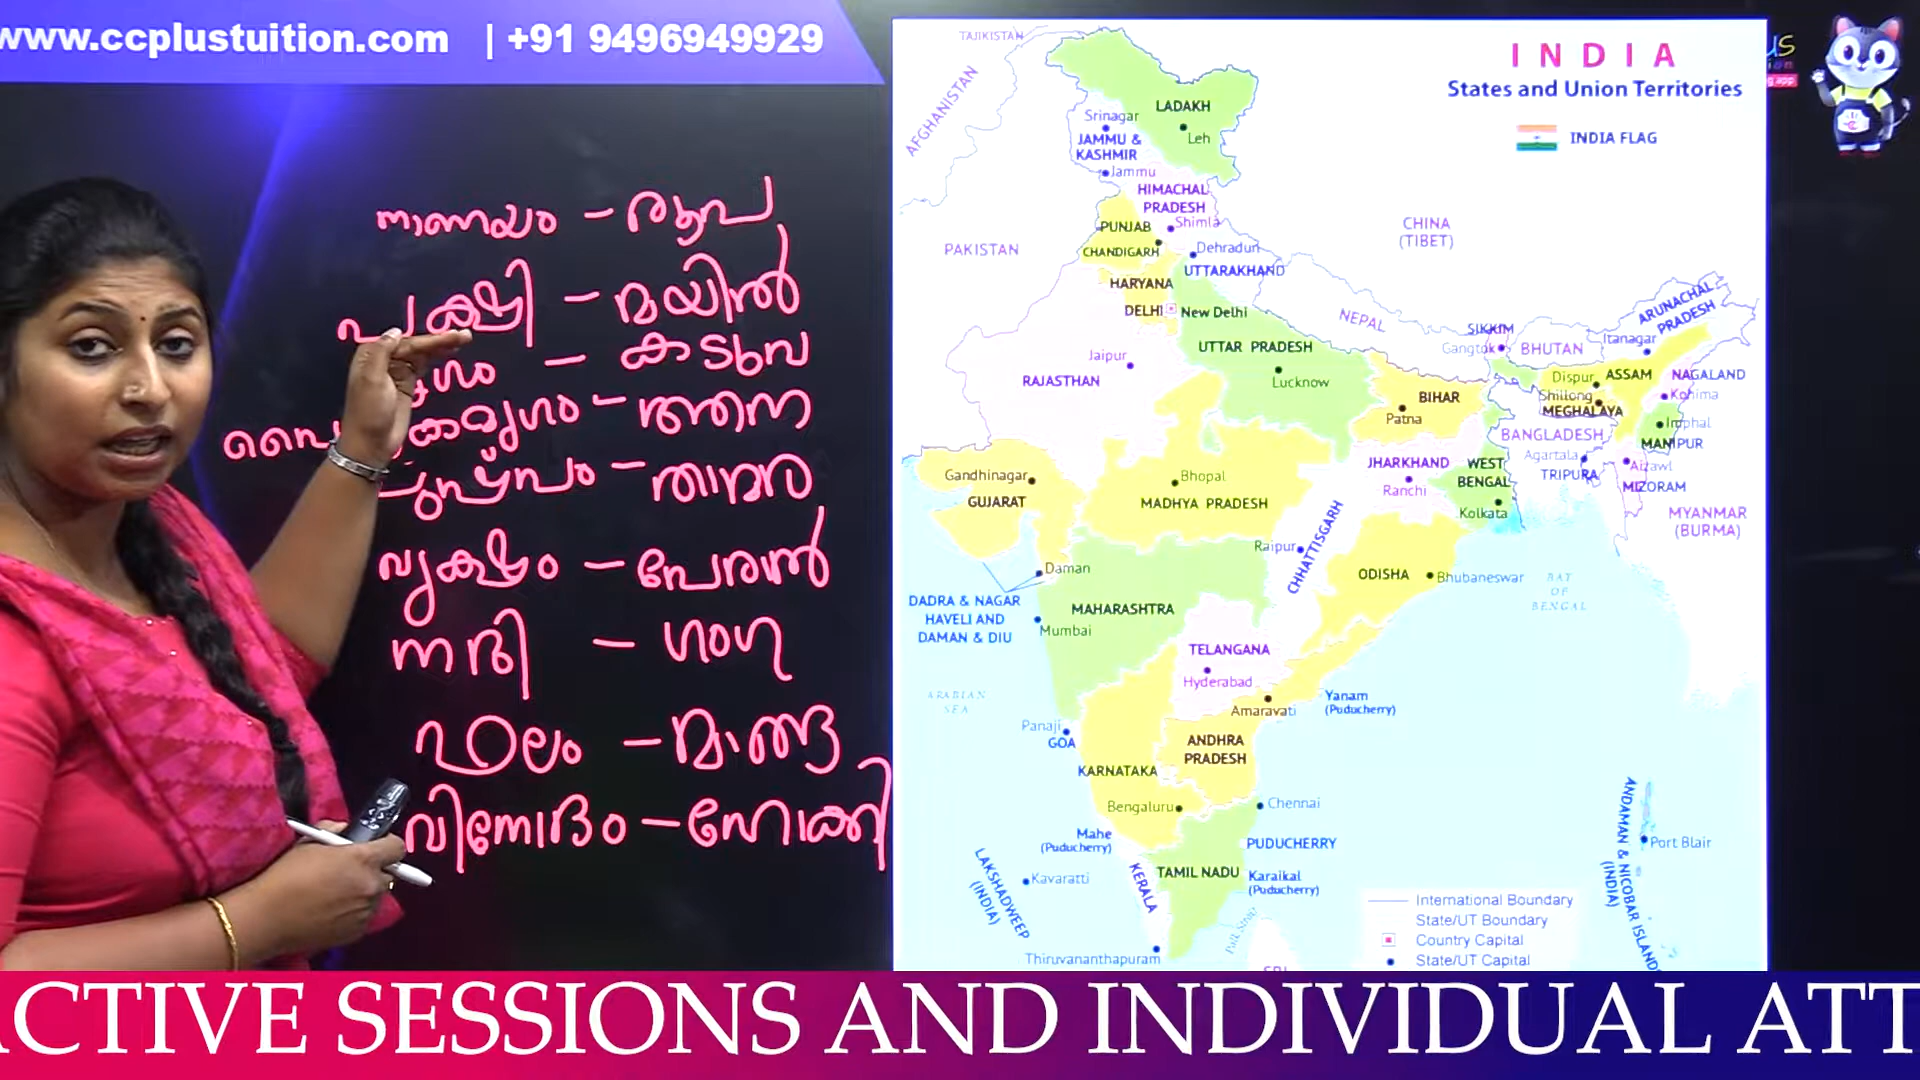 www.ccplustuition.com | +91 9496949929
നാണയം - രൂപ
പക്ഷി - മയിൽ
ഗം - കടുവ
പുഷ്പം - താമര
വൃക്ഷം - പേരാൽ
നദി - ഗംഗ
ഫലം - മാങ്ങ
വിനോദം - ഹോക്കി
INDIA
States and Union Territories
INDIA FLAG
TAJIKISTAN
AFGHANISTAN
LADAKH
Leh
Srinagar
JAMMU &
KASHMIR
Jammu
HIMACHAL
PRADESH
Shimla
PUNJAB
CHANDIGARH
Dehradun
UTTARAKHAND
PAKISTAN
CHINA
(TIBET)
HARYANA
DELHI
New Delhi
NEPAL
SIKKIM
Gangtok
BHUTAN
ARUNACHAL
PRADESH
Itanagar
UTTAR PRADESH
Lucknow
Jaipur
RAJASTHAN
BIHAR
Patna
Dispur
ASSAM
NAGALAND
Kohima
Shillong
MEGHALAYA
Imphal
MANIPUR
BANGLADESH
Agartala
TRIPURA
Aizawl
MIZORAM
MYANMAR
(BURMA)
Gandhinagar
GUJARAT
Bhopal
MADHYA PRADESH
JHARKHAND
Ranchi
WEST
BENGAL
Kolkata
CHHATTISGARH
Raipur
ODISHA
Bhubaneswar
BAY
OF
BENGAL
Daman
DADRA & NAGAR
HAVELI AND
DAMAN & DIU
MAHARASHTRA
Mumbai
TELANGANA
Hyderabad
ARABIAN
SEA
Amaravati
Yanam
(Puducherry)
Panaji
GOA
ANDHRA
PRADESH
KARNATAKA
Bengaluru
Chennai
Mahe
(Puducherry)
PUDUCHERRY
KERALA
TAMIL NADU
Karaikal
(Puducherry)
LAKSHADWEEP
(INDIA)
Kavaratti
Thiruvananthapuram
ANDAMAN & NICOBAR ISLAND
(INDIA)
Port Blair
International Boundary
State/UT Boundary
Country Capital
State/UT Capital
ACTIVE SESSIONS AND INDIVIDUAL ATT